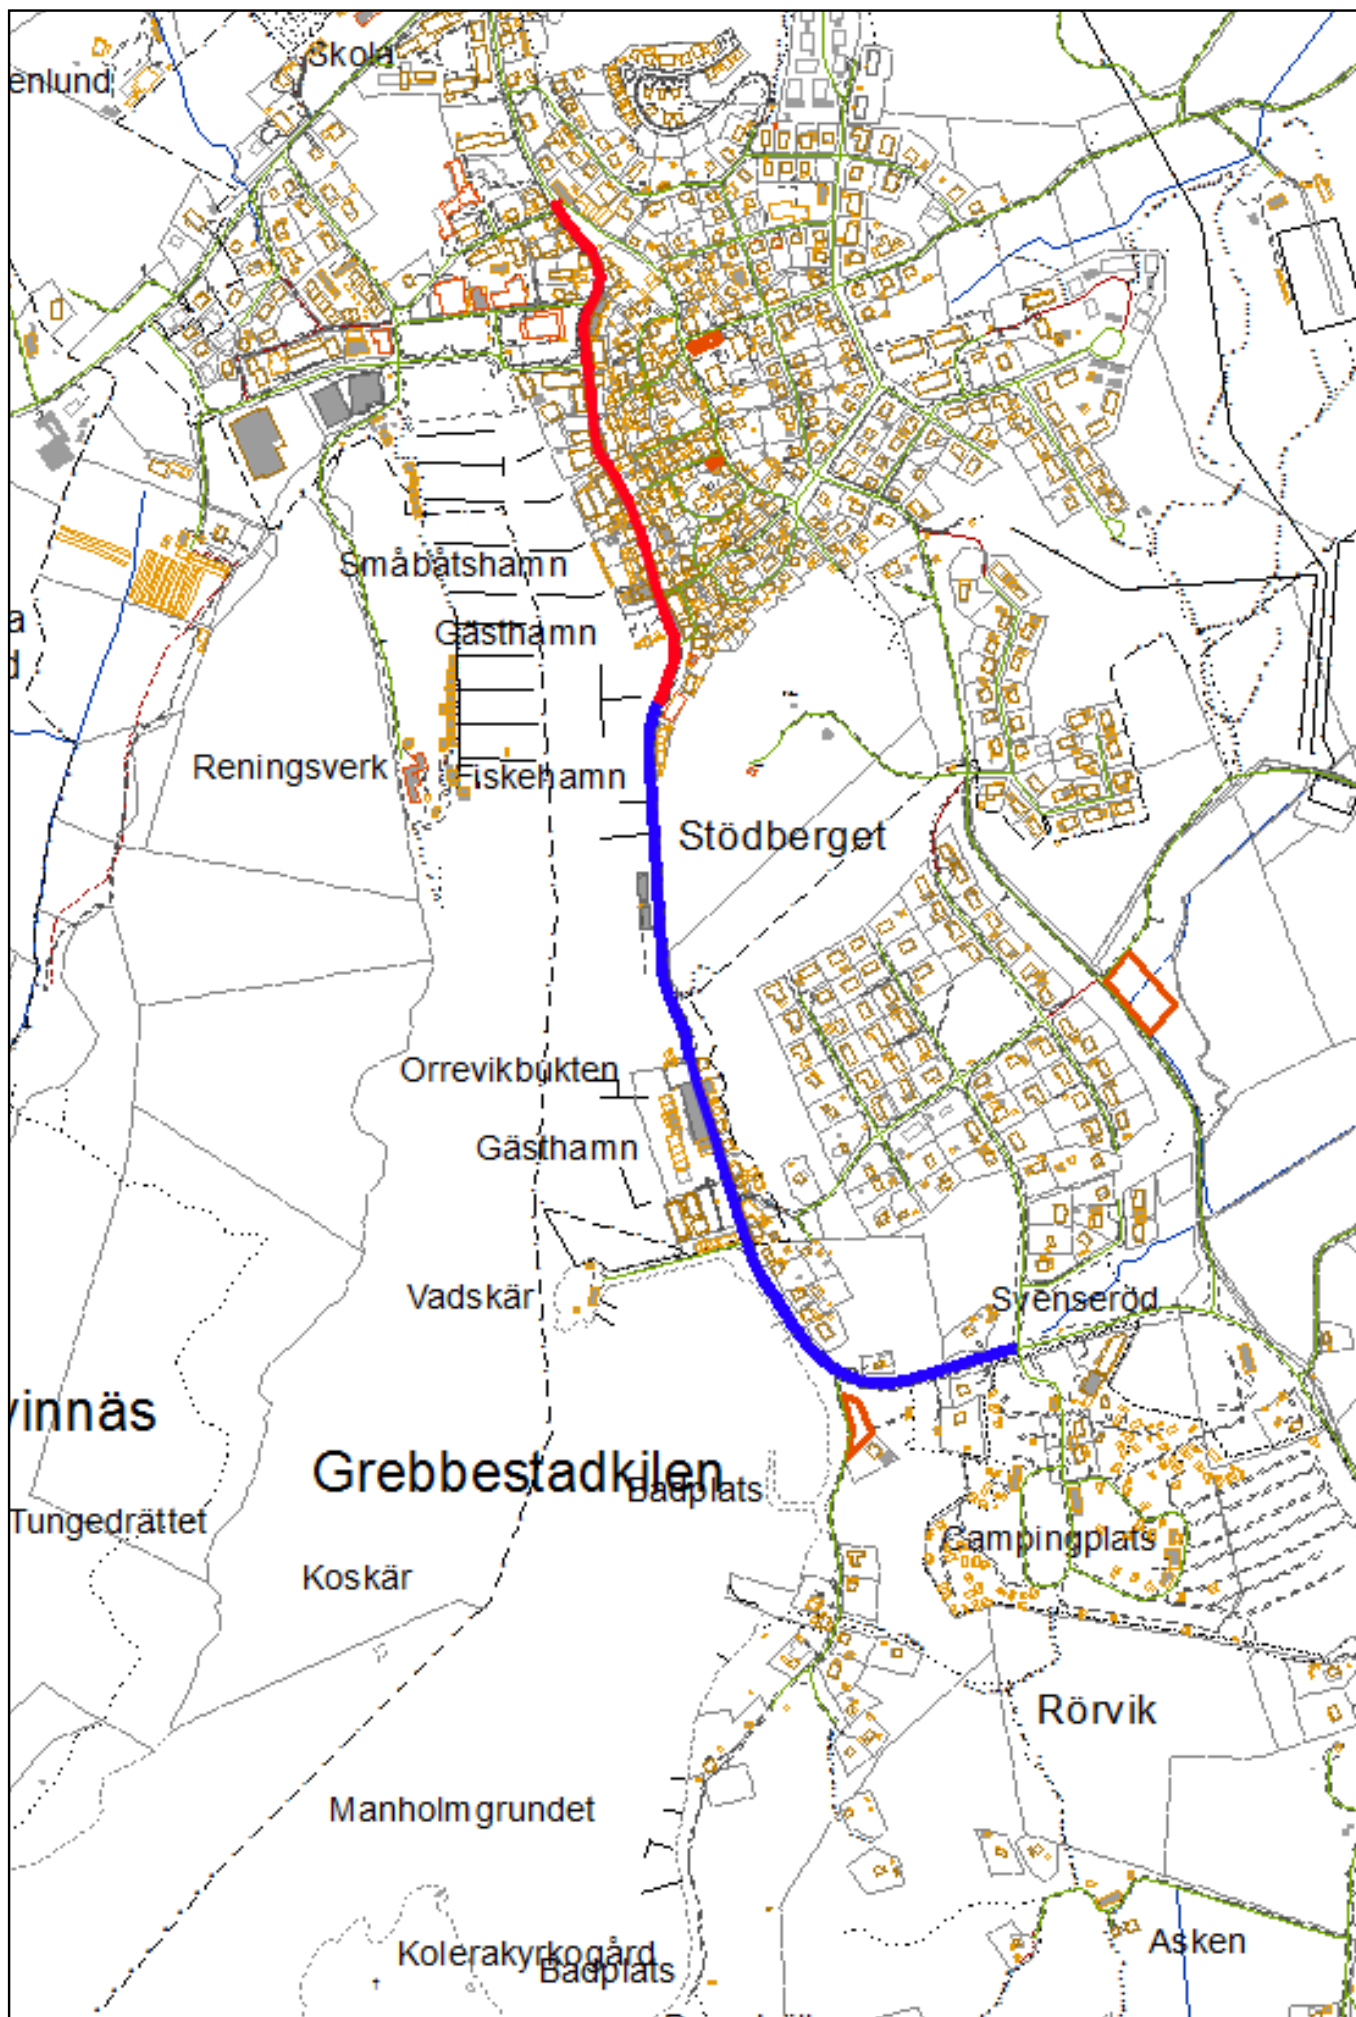 Skola
enlund
Småbåtshamn
a
Gästhamn
d
Reningsverk
Fiskehamn
Stödberget
Orrevikbukten
Gästhamn
Vadskär
Svenseröd
vinnäs
Grebbestadkilen
Badplats
Tungedrättet
Campingplats
Koskär
Rörvik
Manholmgrundet
Asken
Kolerakyrkogård
Badplats